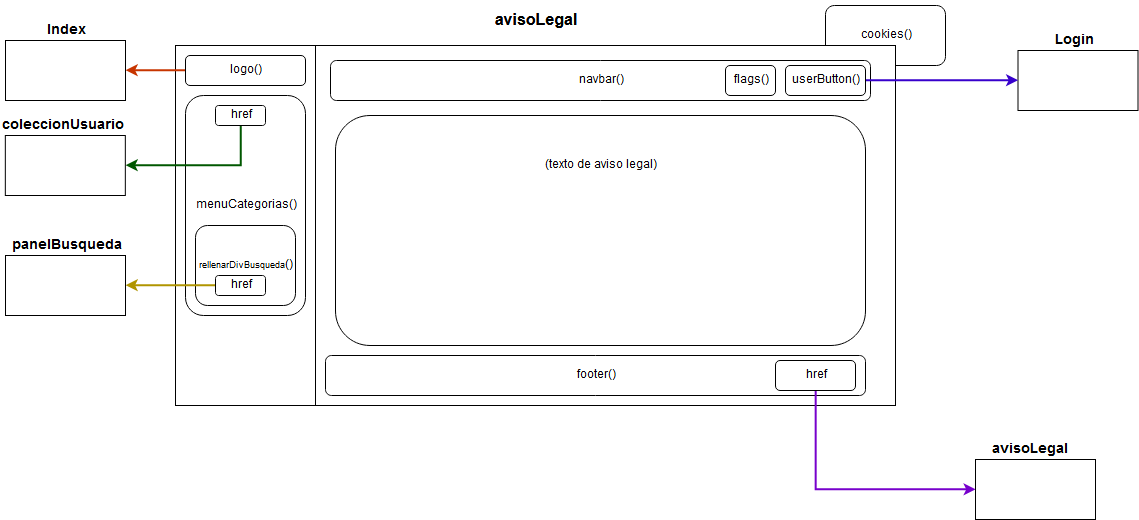 avisoLegal
Index
cookies()
Login
logo()
navbar()
flags()
userButton()
href
coleccionUsuario
(texto de aviso legal)
menuCategorias()
panelBusqueda
rellenarDivBusqueda()
href
footer()
href
avisoLegal